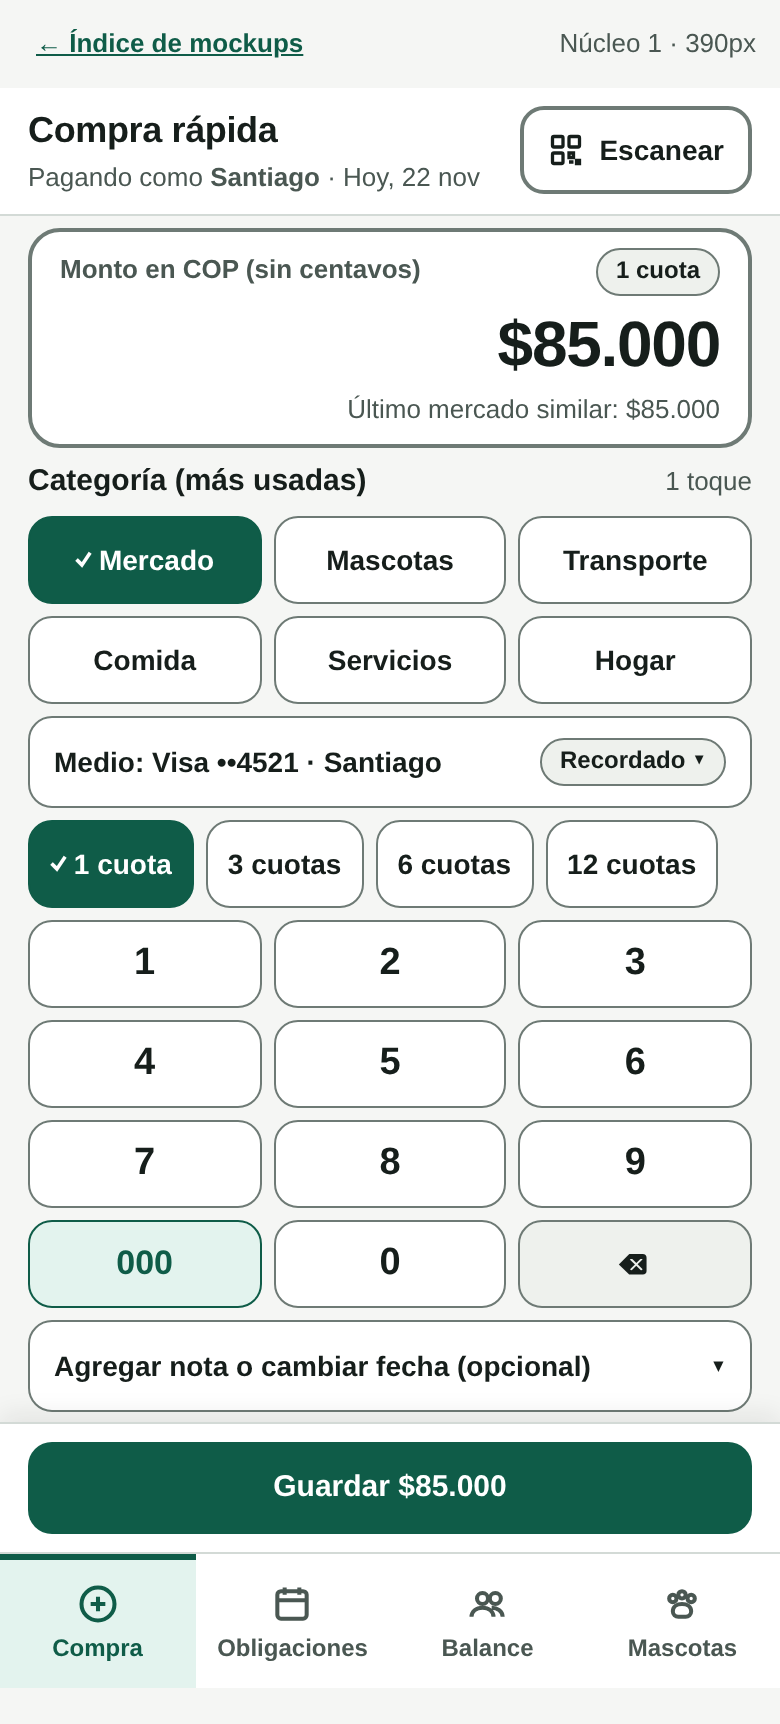 ← Índice de mockups
Núcleo 1 · 390px
Compra rápida
Pagando como Santiago · Hoy, 22 nov
Escanear
Monto en COP (sin centavos)
1 cuota
$85.000
Último mercado similar: $85.000
Categoría (más usadas)
1 toque
✓ Mercado
Mascotas
Transporte
Comida
Servicios
Hogar
Medio: Visa ••4521 · Santiago
Recordado ▾
✓ 1 cuota
3 cuotas
6 cuotas
12 cuotas
1
2
3
4
5
6
7
8
9
000
0
Agregar nota o cambiar fecha (opcional) ▾
Guardar $85.000
Compra
Obligaciones
Balance
Mascotas